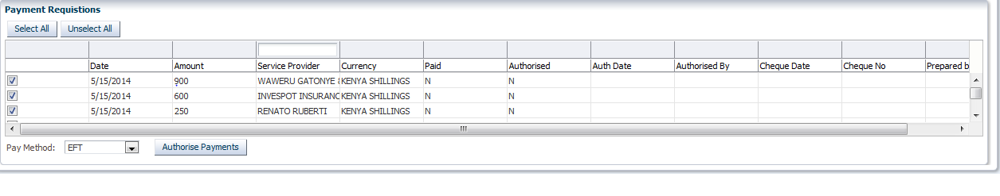 Payment Requistions
Select All Unselect All
Date Amount Service Provider Currency Paid Authorised Auth Date Authorised By Cheque Date Cheque No Prepared b
5/15/2014 900 WAWERU GATONYE & KENYA SHILLINGS N N
5/15/2014 600 INVESPOT INSURANC KENYA SHILLINGS N N
5/15/2014 250 RENATO RUBERTI KENYA SHILLINGS N N
Pay Method: EFT Authorise Payments